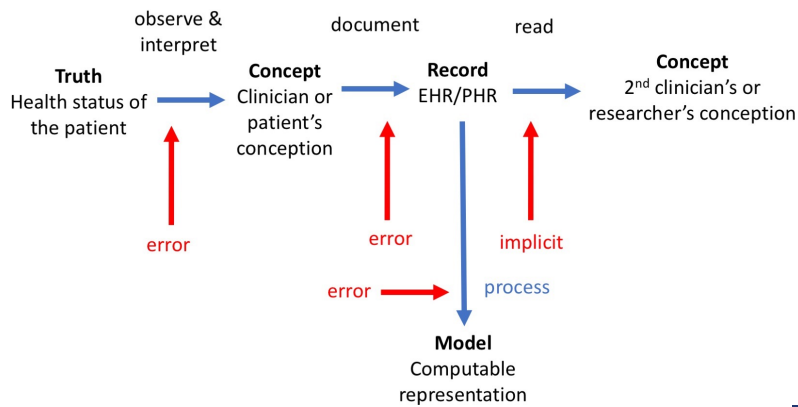 observe &
interpret
document
read
Truth
Health status of
the patient
Concept
Clinician or
patient's
conception
Record
EHR/PHR
Concept
2nd clinician's or
researcher's conception
error
error
implicit
error
process
Model
Computable
representation